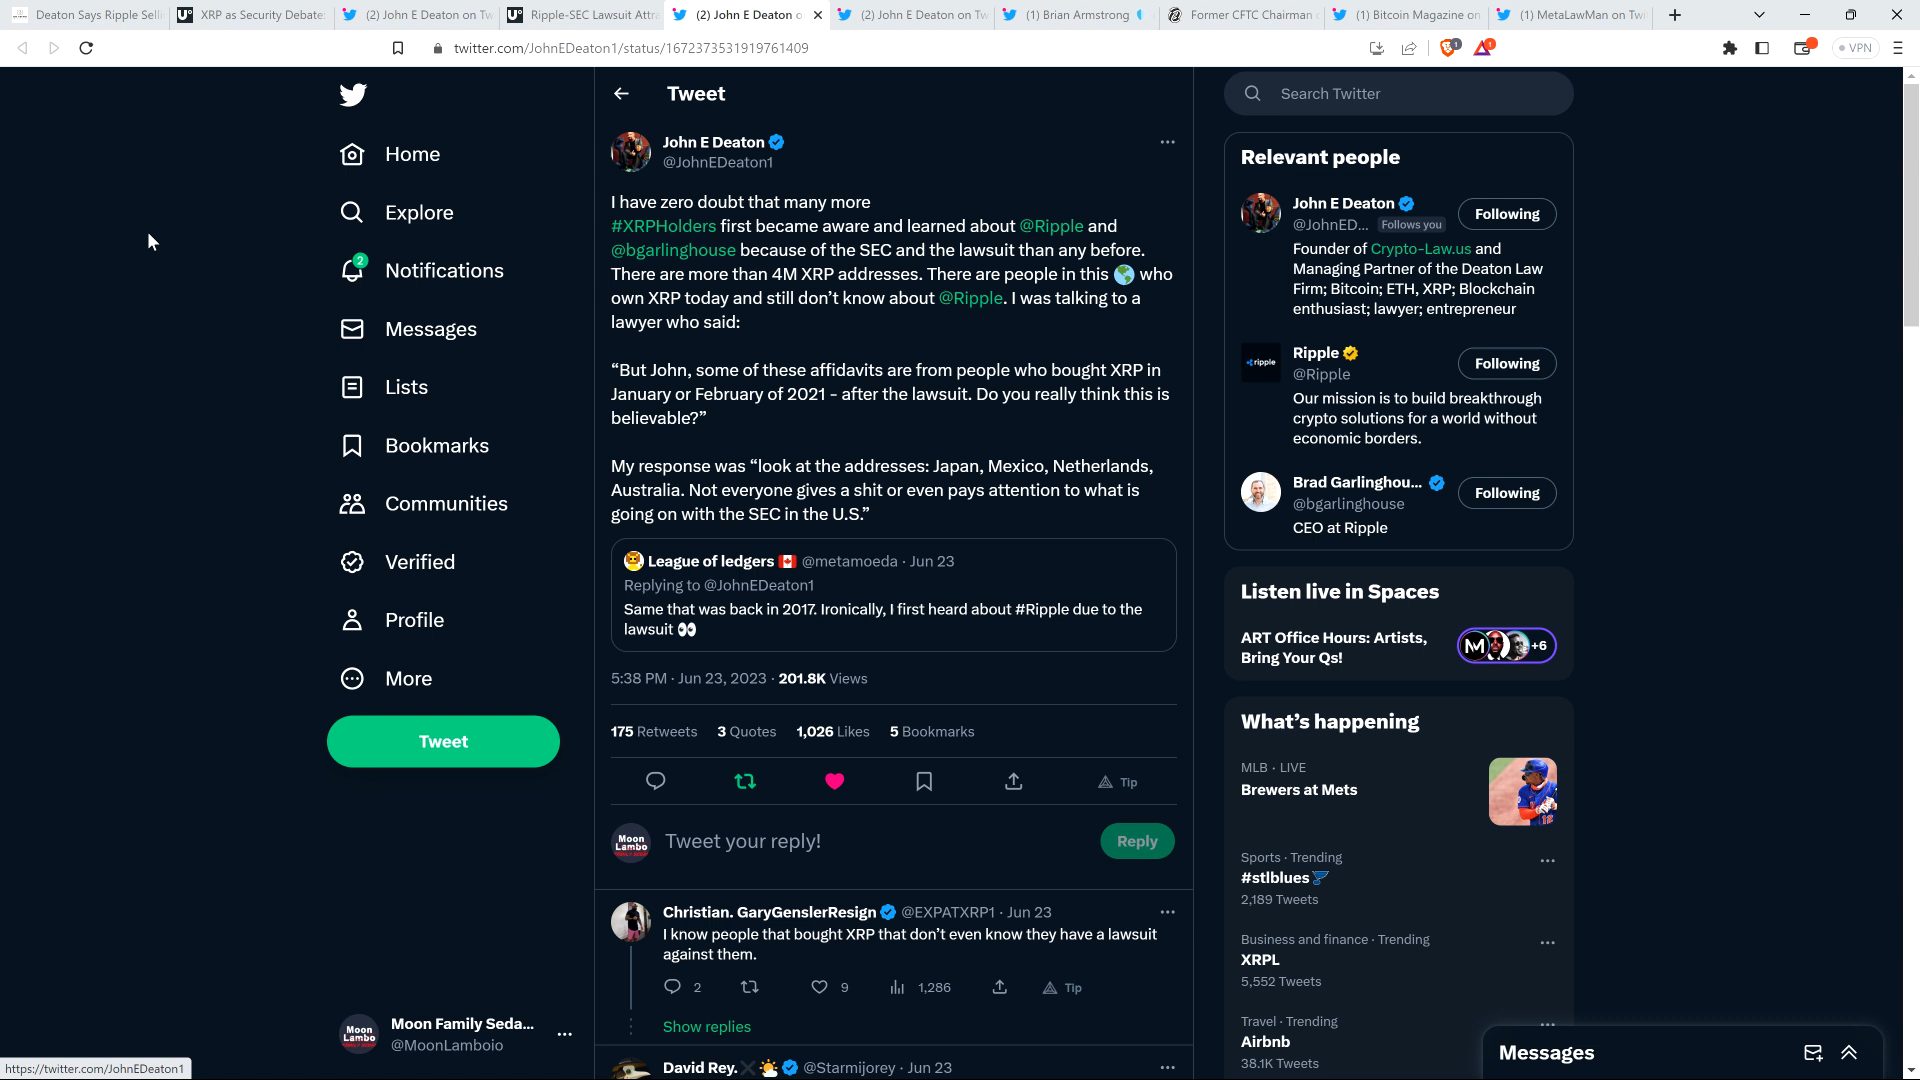 Deaton Says Ripple Selli
XRP as Security Debate:
(2) John E Deaton on Tw
Ripple-SEC Lawsuit Attra
(2) John E Deaton o
(2) John E Deaton on Tw
(1) Brian Armstrong
Former CFTC Chairman c
(1) Bitcoin Magazine on
(1) MetaLawMan on Twi
twitter.com/JohnEDeaton1/status/1672373531919761409
1
1
VPN
Home
Explore
2
Notifications
Messages
Lists
Bookmarks
Communities
Verified
Profile
More
Tweet
Moon Lambo
Moon Family Seda...
@MoonLamboio
https://twitter.com/JohnEDeaton1
Tweet
John E Deaton
@JohnEDeaton1
I have zero doubt that many more
#XRPHolders first became aware and learned about @Ripple and
@bgarlinghouse because of the SEC and the lawsuit than any before.
There are more than 4M XRP addresses. There are people in this 🌎 who
own XRP today and still don’t know about @Ripple. I was talking to a
lawyer who said:
“But John, some of these affidavits are from people who bought XRP in
January or February of 2021 - after the lawsuit. Do you really think this is
believable?”
My response was “look at the addresses: Japan, Mexico, Netherlands,
Australia. Not everyone gives a shit or even pays attention to what is
going on with the SEC in the U.S.”
League of ledgers 🇨🇦 @metamoeda · Jun 23
Replying to @JohnEDeaton1
Same that was back in 2017. Ironically, I first heard about #Ripple due to the
lawsuit 👀
5:38 PM · Jun 23, 2023 · 201.8K Views
175 Retweets 3 Quotes 1,026 Likes 5 Bookmarks
Tip
Moon Lambo
Tweet your reply!
Reply
Christian. GaryGenslerResign @EXPATXRP1 · Jun 23
I know people that bought XRP that don’t even know they have a lawsuit
against them.
2 9 1,286 Tip
Show replies
David Rey. ✖️🌤️ @Starmijorey · Jun 23
Search Twitter
Relevant people
John E Deaton
@JohnED... Follows you
Following
Founder of Crypto-Law.us and
Managing Partner of the Deaton Law
Firm; Bitcoin; ETH, XRP; Blockchain
enthusiast; lawyer; entrepreneur
ripple
Ripple
@Ripple
Following
Our mission is to build breakthrough
crypto solutions for a world without
economic borders.
Brad Garlinghou...
@bgarlinghouse
Following
CEO at Ripple
Listen live in Spaces
ART Office Hours: Artists,
Bring Your Qs!
+6
What’s happening
MLB · LIVE
Brewers at Mets
Sports · Trending
#stlblues
2,189 Tweets
Business and finance · Trending
XRPL
5,552 Tweets
Travel · Trending
Airbnb
38.1K Tweets
Messages